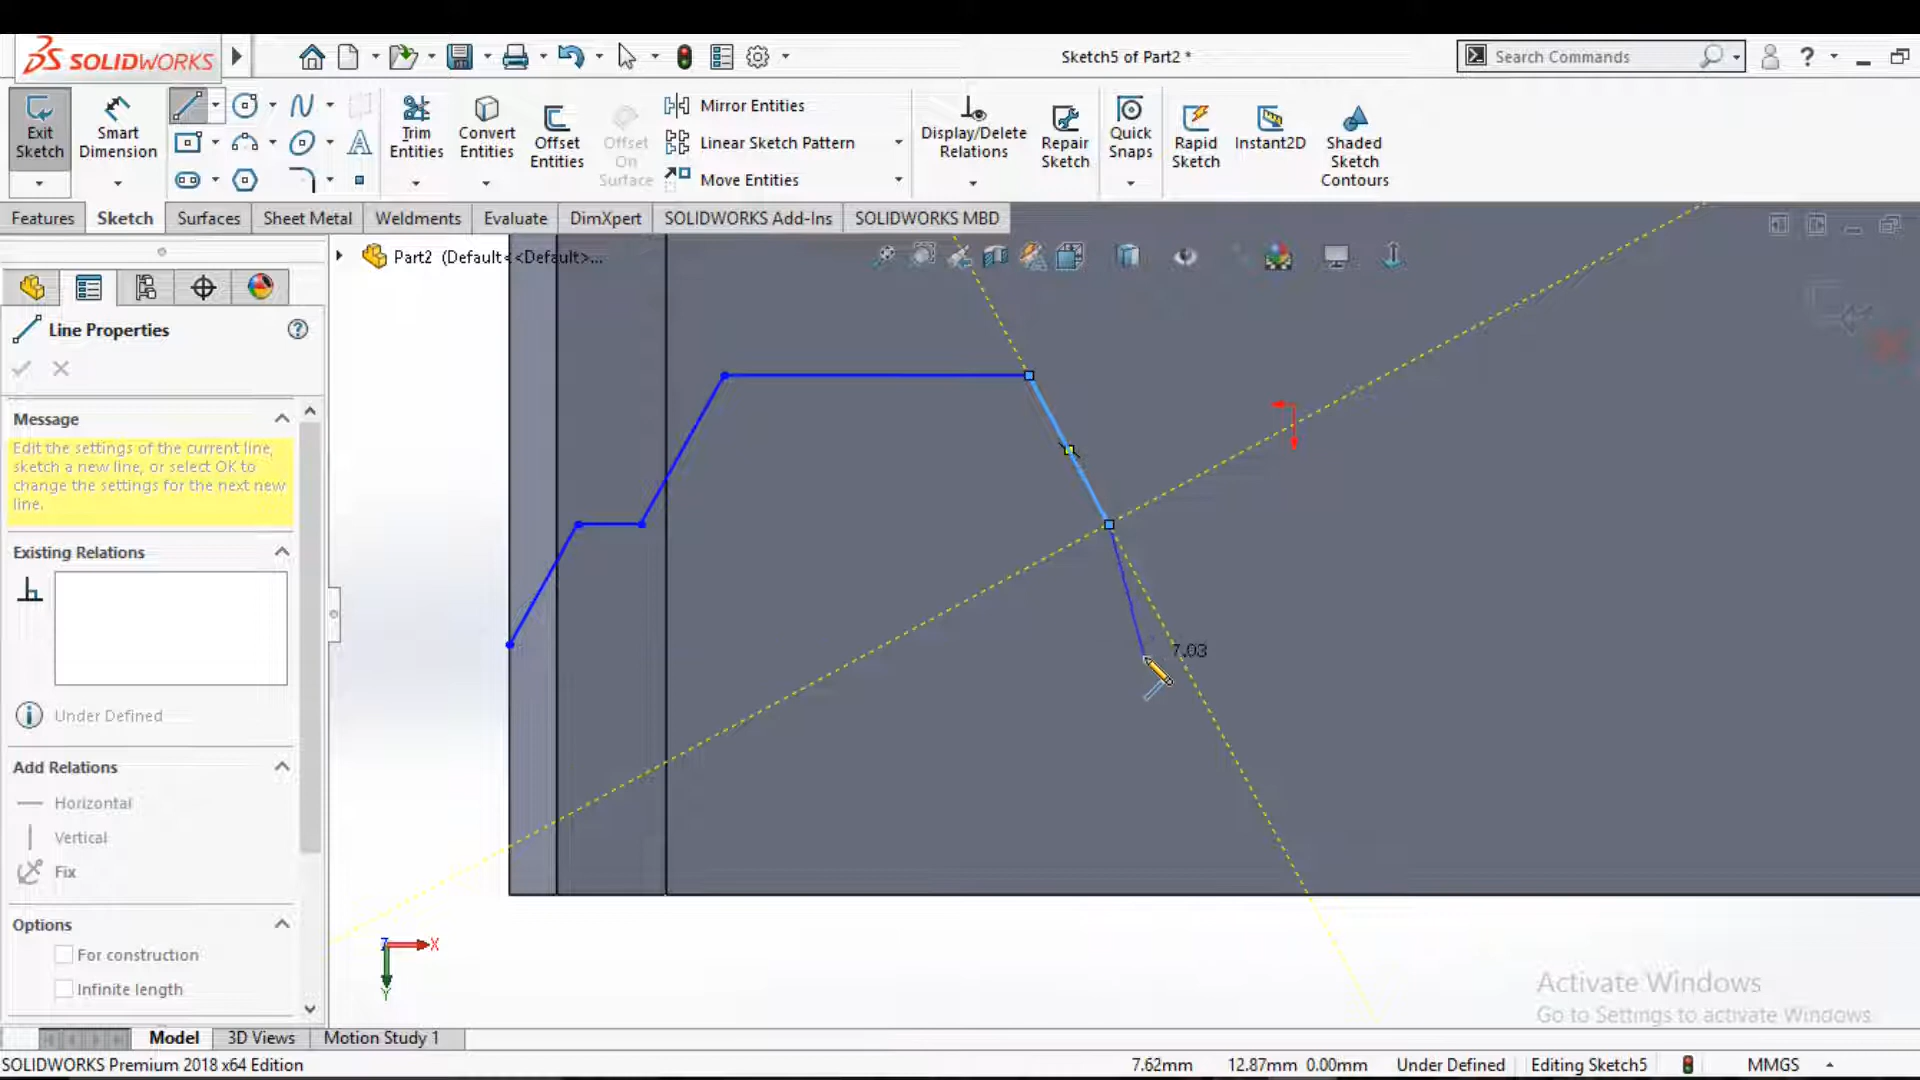 SOLIDWORKS
Sketch5 of Part2 *
Search Commands
?
Exit
Sketch
Smart
Dimension
Trim
Entities
Convert
Entities
Offset
Entities
Offset
On
Surface
Mirror Entities
Linear Sketch Pattern
Move Entities
Display/Delete
Relations
Repair
Sketch
Quick
Snaps
Rapid
Sketch
Instant2D
Shaded
Sketch
Contours
Features
Sketch
Surfaces
Sheet Metal
Weldments
Evaluate
DimXpert
SOLIDWORKS Add-Ins
SOLIDWORKS MBD
Part2 (Default<<Default>...
Line Properties
?
Message
Edit the settings of the current line,
sketch a new line, or select OK to
change the settings for the next new
line.
Existing Relations
Under Defined
Add Relations
Horizontal
Vertical
Fix
Options
For construction
Infinite length
7.03
Z
X
Y
Activate Windows
Go to Settings to activate Windows.
Model
3D Views
Motion Study 1
SOLIDWORKS Premium 2018 x64 Edition
7.62mm
12.87mm
0.00mm
Under Defined
Editing Sketch5
MMGS